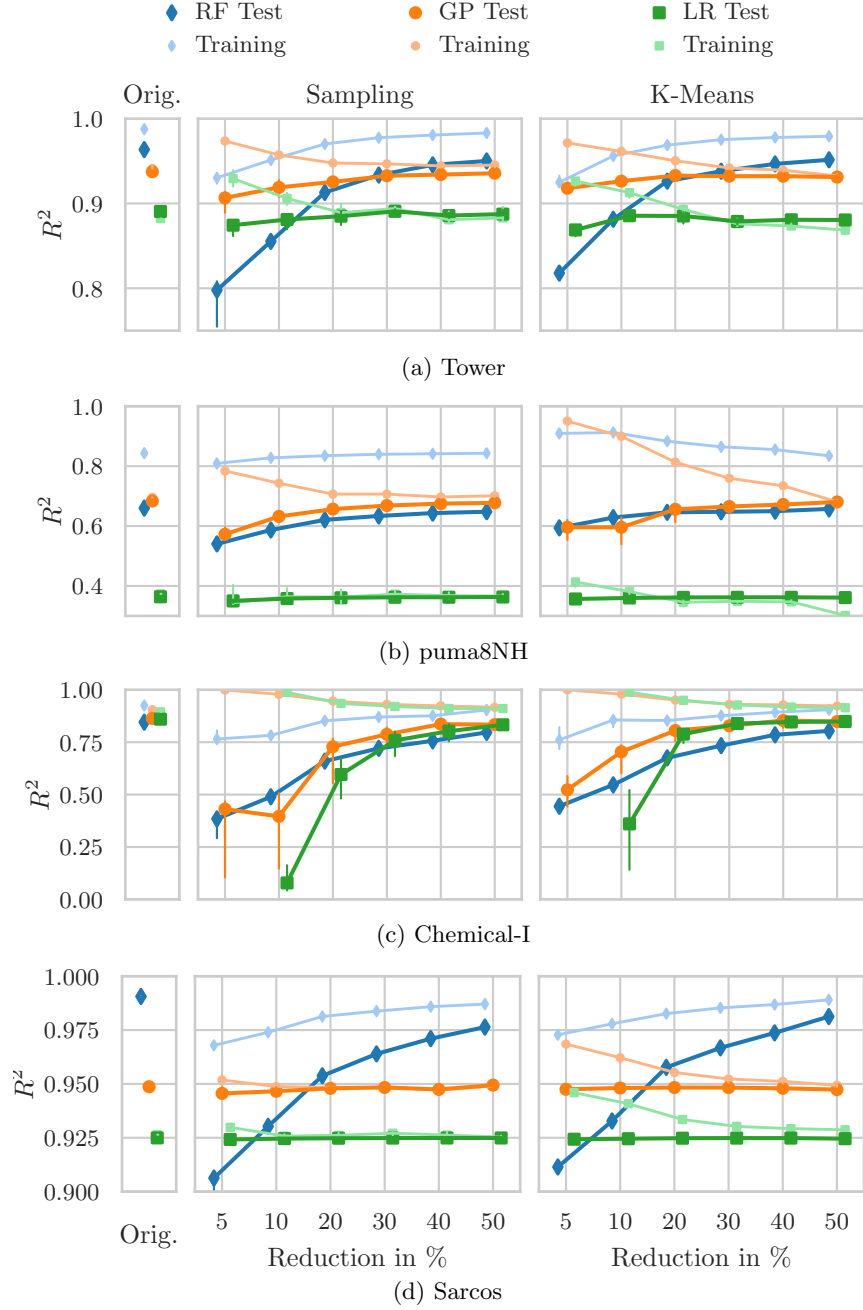 RF Test GP Test LR Test
Training Training Training
Orig. Sampling K-Means
1.0
0.9
0.8
R²
(a) Tower
1.0
0.8
0.6
0.4
R²
(b) puma8NH
1.00
0.75
0.50
0.25
0.00
R²
(c) Chemical-I
1.000
0.975
0.950
0.925
0.900
R²
5 10 20 30 40 50 5 10 20 30 40 50
Orig. Reduction in % Reduction in %
(d) Sarcos